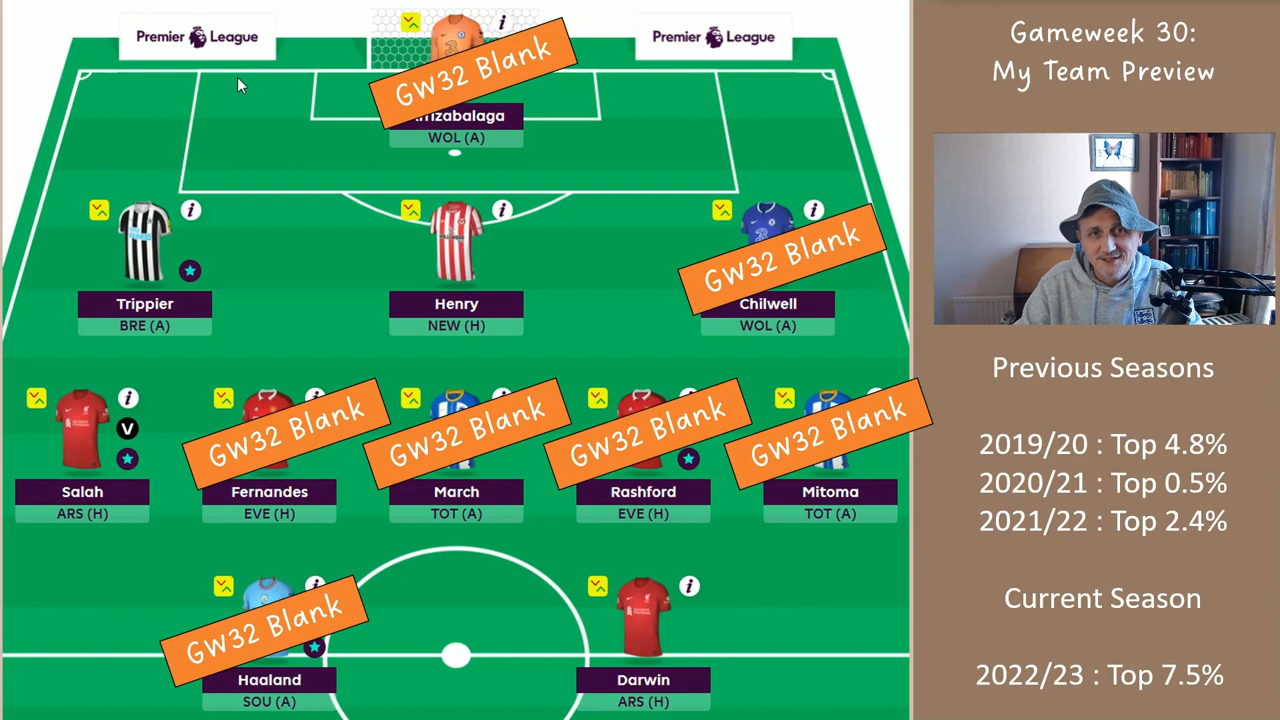 Premier League
GW32 Blank
Premier League
WOL (A)
Trippier
BRE (A)
Henry
NEW (H)
GW32 Blank
Chilwell
WOL (A)
V
Salah
ARS (H)
GW32 Blank
Fernandes
EVE (H)
GW32 Blank
March
TOT (A)
GW32 Blank
Rashford
EVE (H)
GW32 Blank
Mitoma
TOT (A)
GW32 Blank
Haaland
SOU (A)
Darwin
ARS (H)
Gameweek 30:
My Team Preview
Previous Seasons
2019/20 : Top 4.8%
2020/21 : Top 0.5%
2021/22 : Top 2.4%
Current Season
2022/23 : Top 7.5%